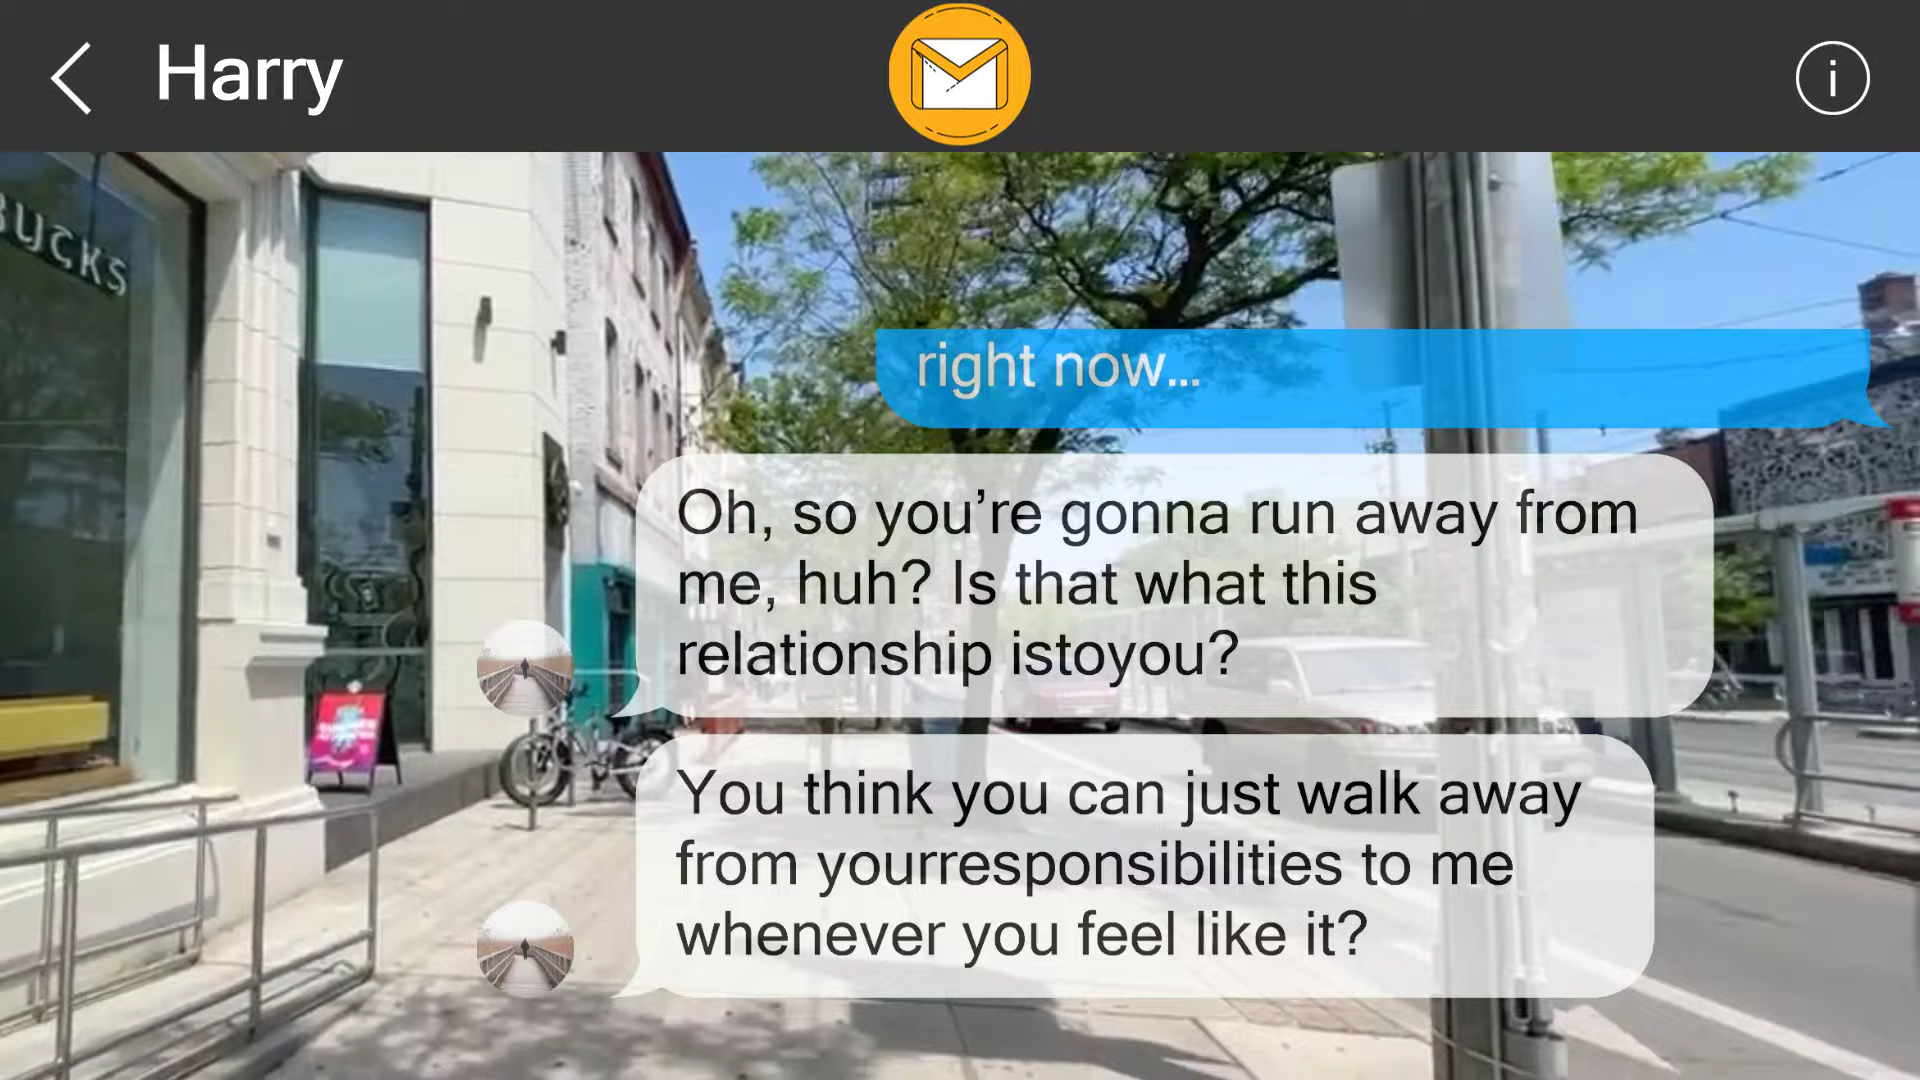 Harry
BUCKS
right now...
Oh, so you’re gonna run away from
me, huh? Is that what this
relationship istoyou?
You think you can just walk away
from yourresponsibilities to me
whenever you feel like it?